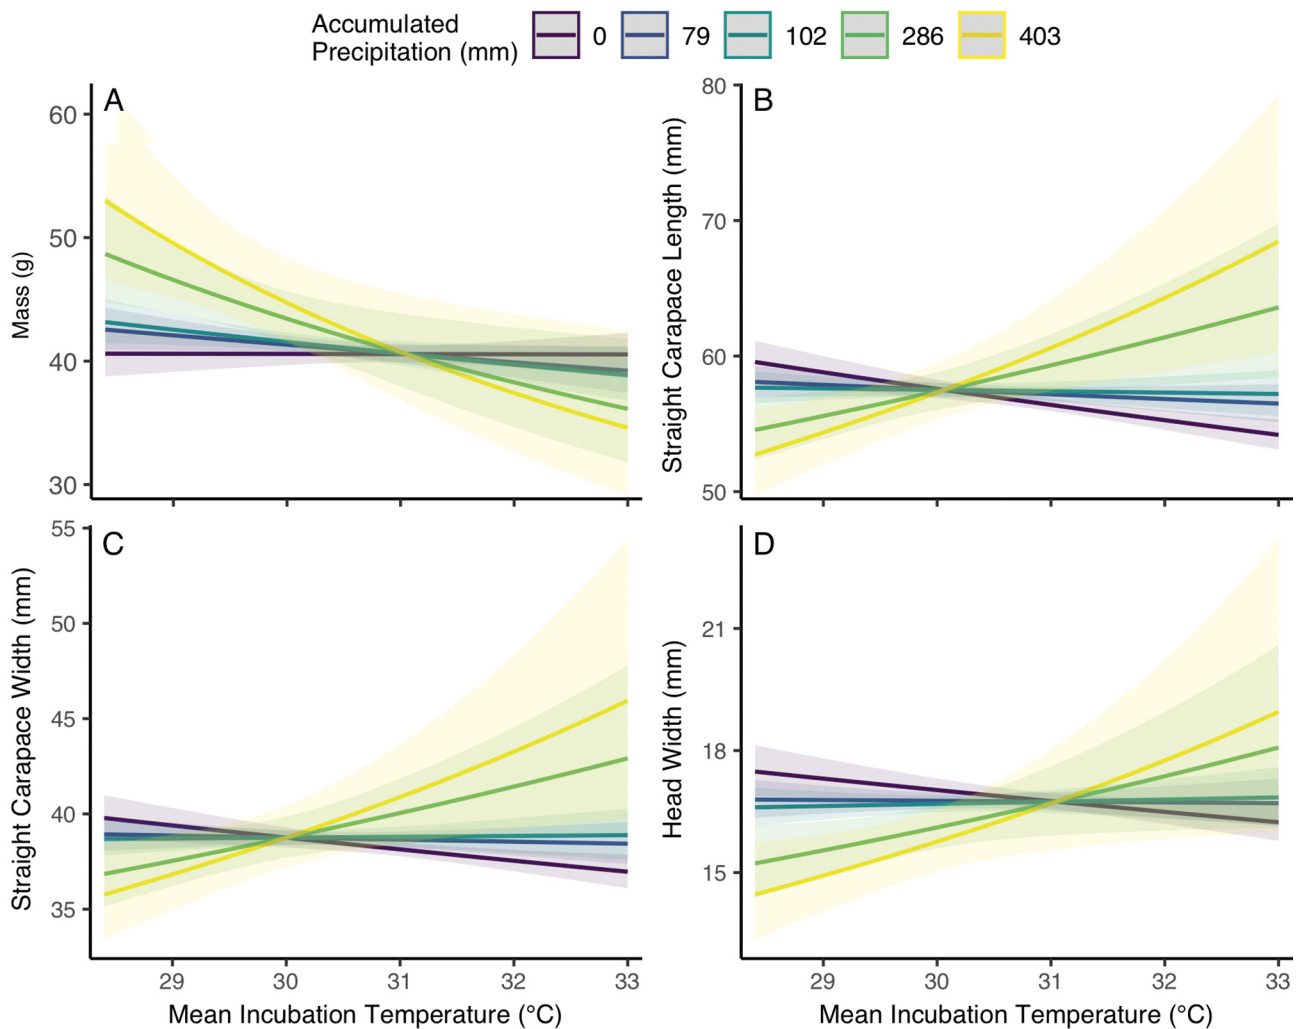 Accumulated
Precipitation (mm)
0
79
102
286
403
A
60
50
40
30
Mass (g)
B
80
70
60
50
Straight Carapace Length (mm)
C
55
50
45
40
35
Straight Carapace Width (mm)
29
30
31
32
33
Mean Incubation Temperature (°C)
D
21
18
15
Head Width (mm)
29
30
31
32
33
Mean Incubation Temperature (°C)